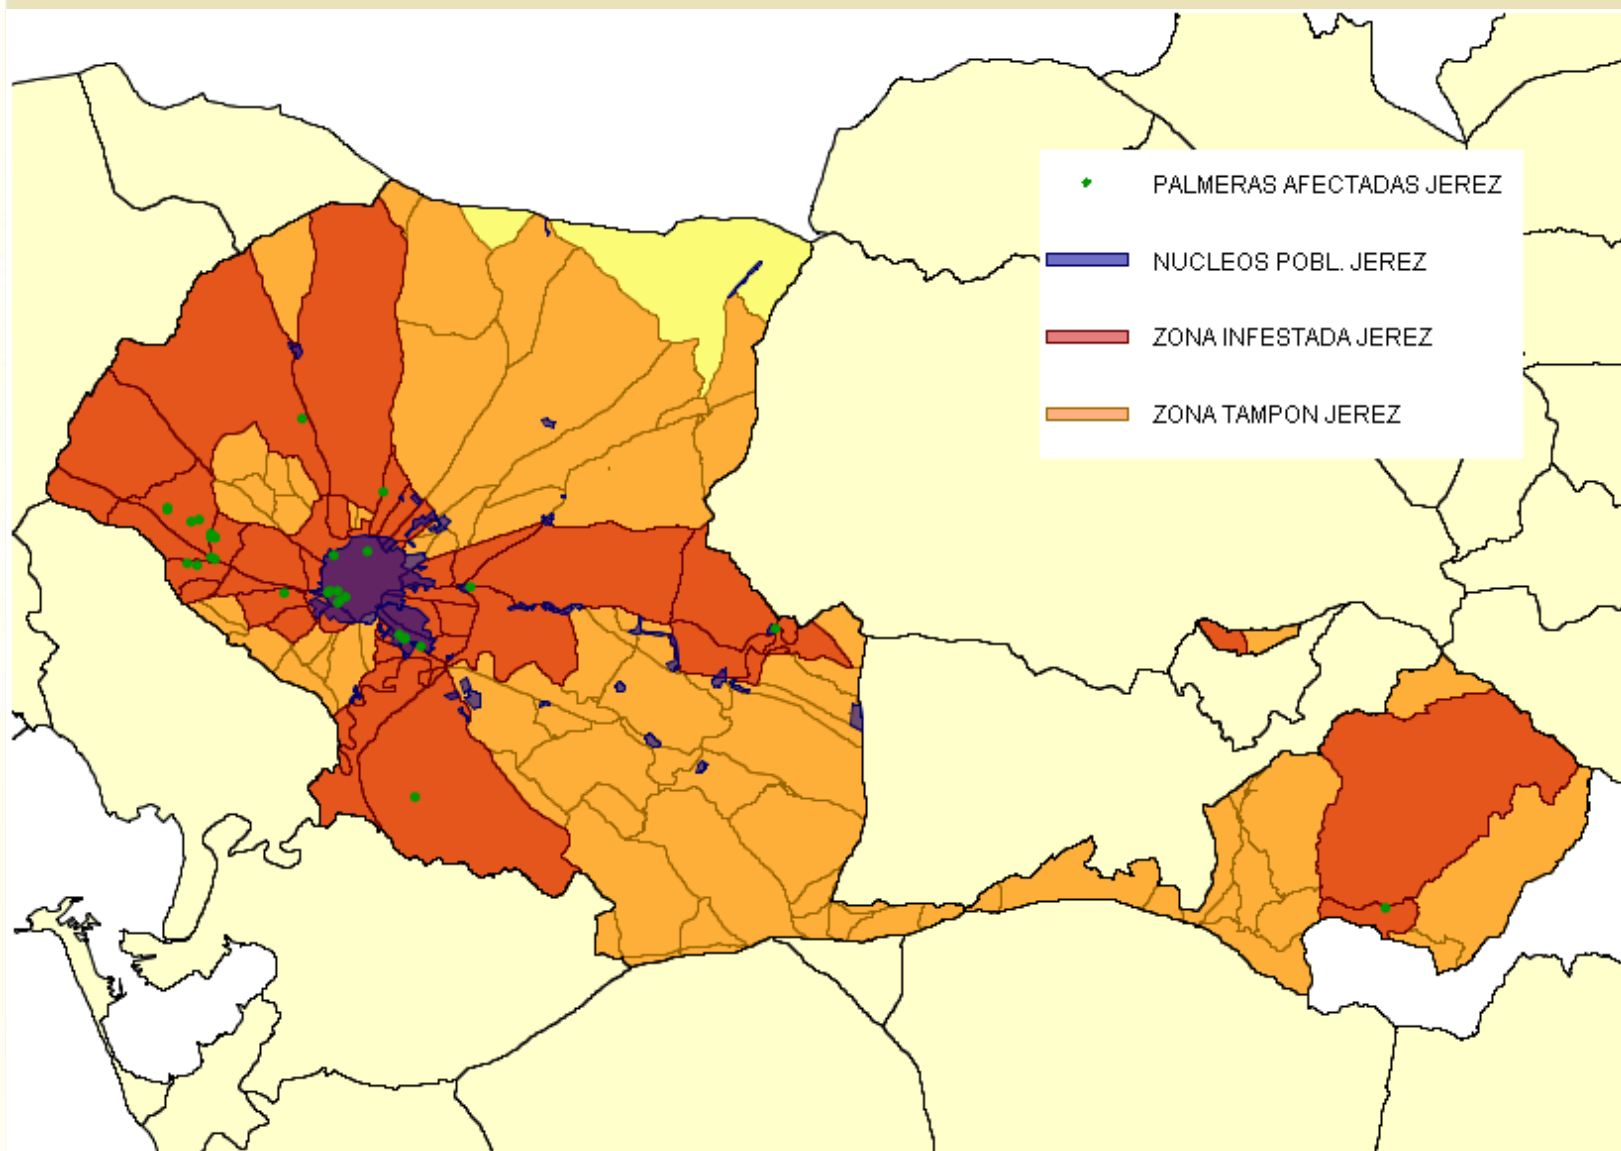 PALMERAS AFECTADAS JEREZ
NUCLEOS POBL. JEREZ
ZONA INFESTADA JEREZ
ZONA TAMPON JEREZ